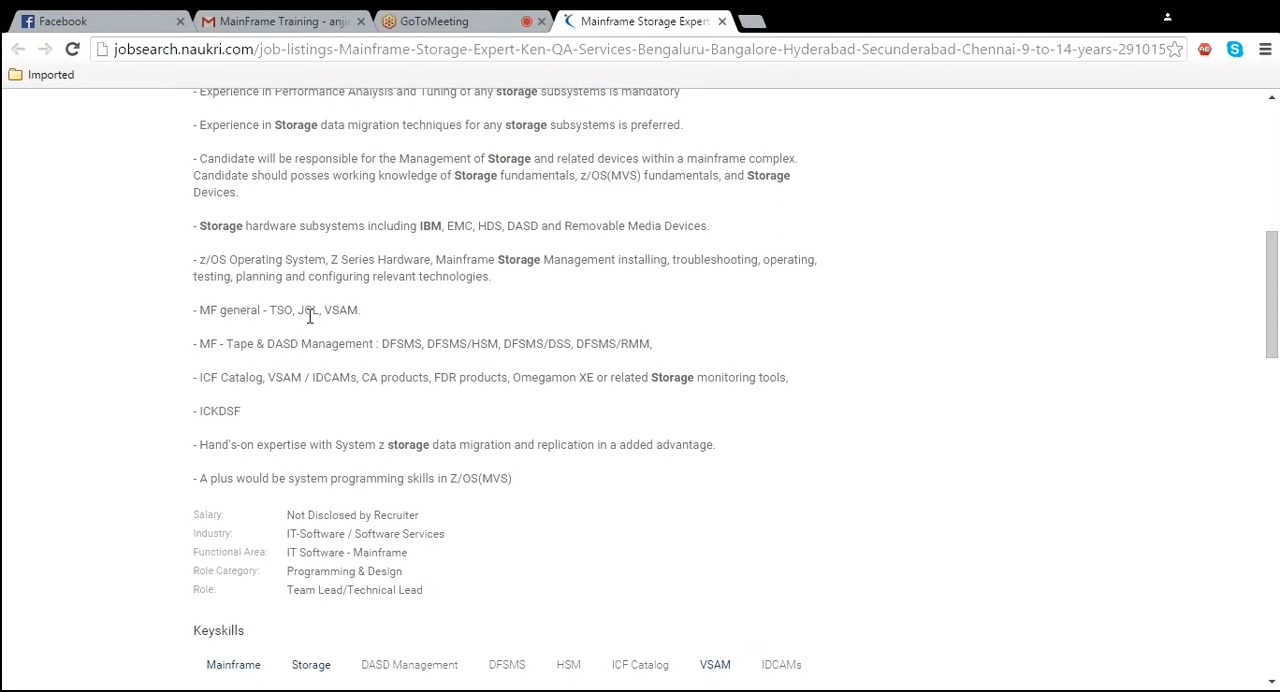 Facebook
MainFrame Training - anji
GoToMeeting
Mainframe Storage Expert
jobsearch.naukri.com/job-listings-Mainframe-Storage-Expert-Ken-QA-Services-Bengaluru-Bangalore-Hyderabad-Secunderabad-Chennai-9-to-14-years-291015
Imported
- Experience in Performance Analysis and Tuning of any storage subsystems is mandatory
- Experience in Storage data migration techniques for any storage subsystems is preferred.
- Candidate will be responsible for the Management of Storage and related devices within a mainframe complex.
Candidate should posses working knowledge of Storage fundamentals, z/OS(MVS) fundamentals, and Storage
Devices.
- Storage hardware subsystems including IBM, EMC, HDS, DASD and Removable Media Devices.
- z/OS Operating System, Z Series Hardware, Mainframe Storage Management installing, troubleshooting, operating,
testing, planning and configuring relevant technologies.
- MF general - TSO, JCL, VSAM.
- MF - Tape & DASD Management : DFSMS, DFSMS/HSM, DFSMS/DSS, DFSMS/RMM,
- ICF Catalog, VSAM / IDCAMs, CA products, FDR products, Omegamon XE or related Storage monitoring tools,
- ICKDSF
- Hand's-on expertise with System z storage data migration and replication in a added advantage.
- A plus would be system programming skills in Z/OS(MVS)
Salary: Not Disclosed by Recruiter
Industry: IT-Software / Software Services
Functional Area: IT Software - Mainframe
Role Category: Programming & Design
Role: Team Lead/Technical Lead
Keyskills
Mainframe Storage DASD Management DFSMS HSM ICF Catalog VSAM IDCAMs